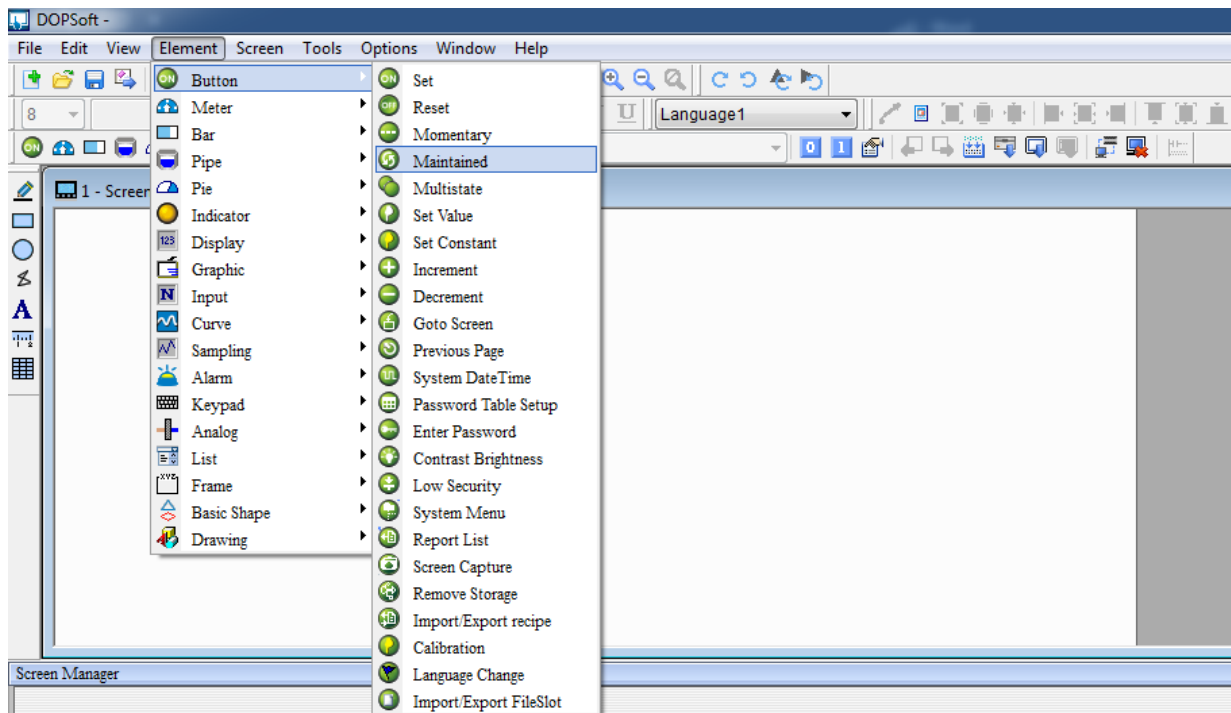 DOPSoft -
File Edit View Element Screen Tools Options Window Help
8
Language1
1 - Screen
Button
Meter
Bar
Pipe
Pie
Indicator
Display
Graphic
Input
Curve
Sampling
Alarm
Keypad
Analog
List
Frame
Basic Shape
Drawing
Set
Reset
Momentary
Maintained
Multistate
Set Value
Set Constant
Increment
Decrement
Goto Screen
Previous Page
System DateTime
Password Table Setup
Enter Password
Contrast Brightness
Low Security
System Menu
Report List
Screen Capture
Remove Storage
Import/Export recipe
Calibration
Language Change
Import/Export FileSlot
Screen Manager